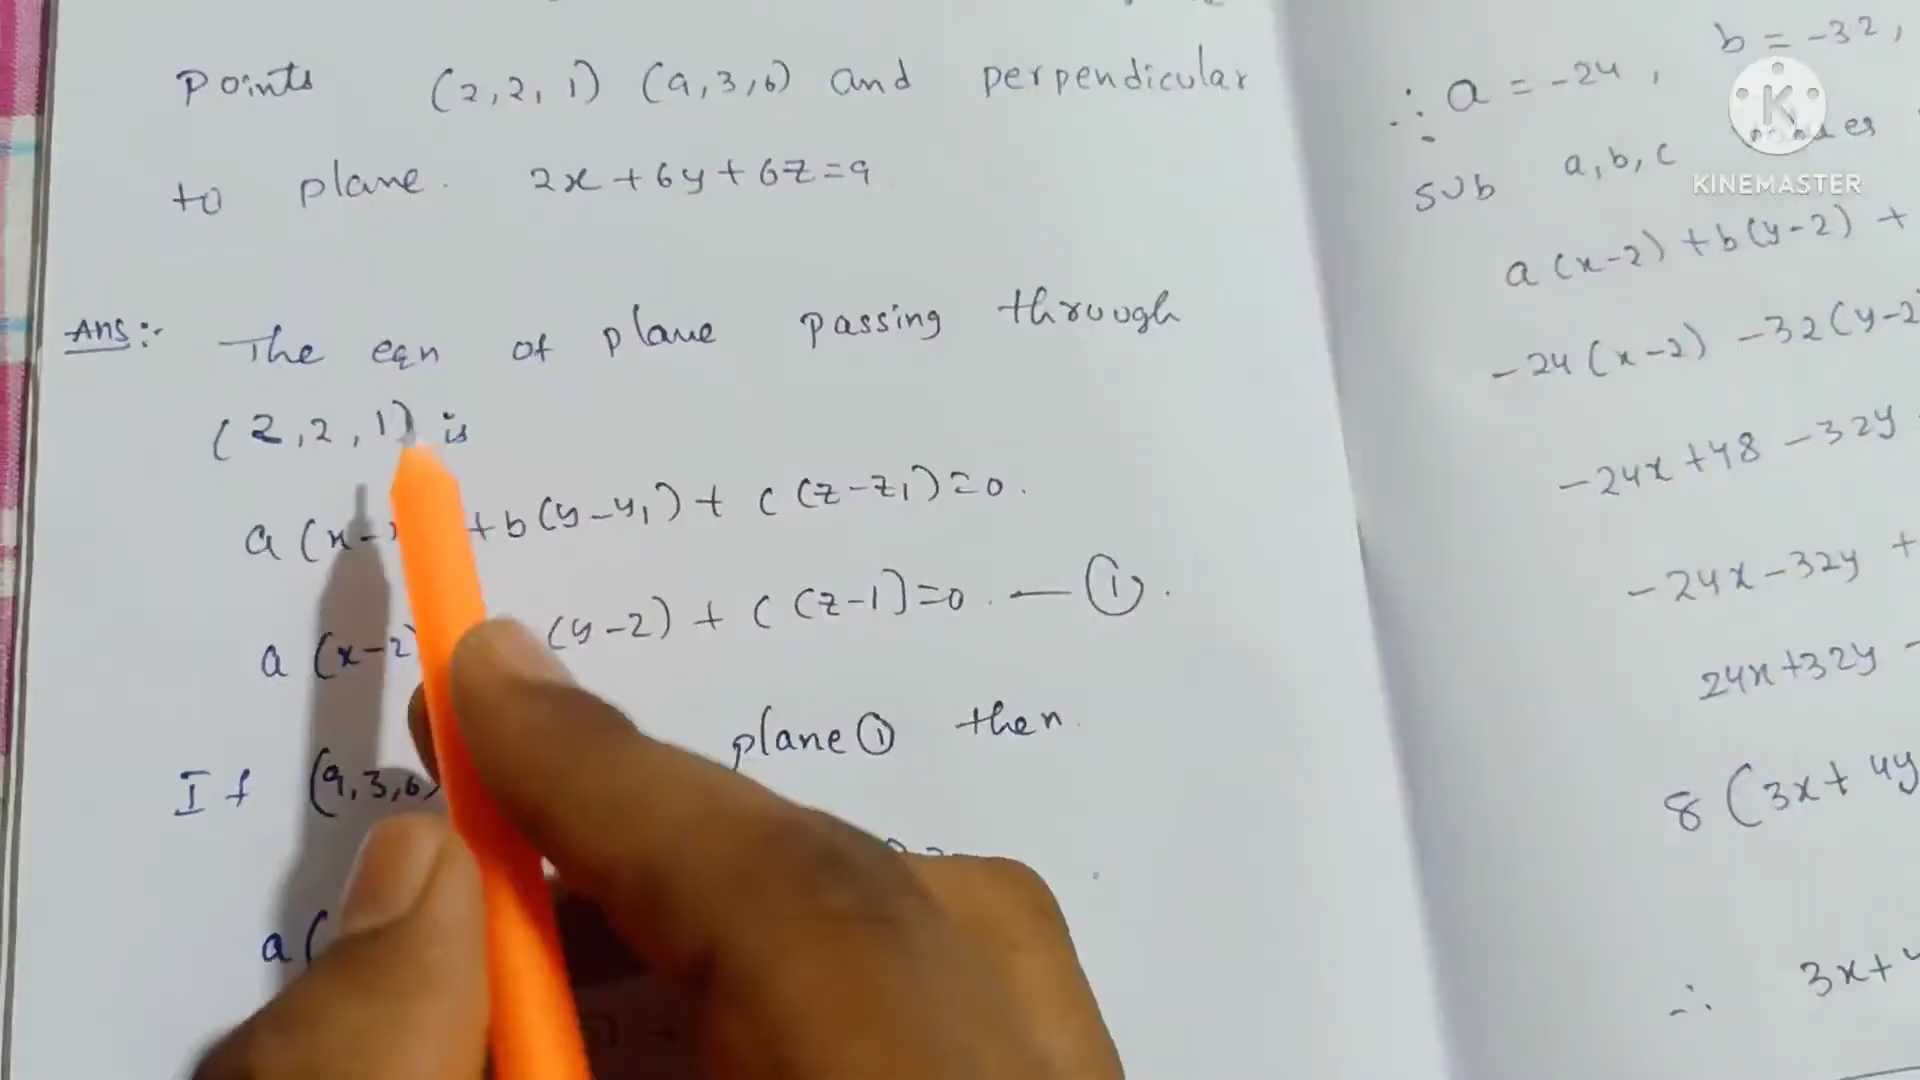 Points (2,2,1) (9,3,6) and perpendicular
to plane. 2x+6y+6z=9
Ans:- The eqn of plane passing through
(2,2,1) is
a(x- +b(y-y₁)+c(z-z₁)=0.
a(x-2) (y-2)+c(z-1)=0. — ①.
If (9,3,6) plane ① then.
a(
∴ a = -24, b = -32,
sub a,b,c
a(x-2)+b(y-2)+
-24(x-2) -32(y-2)
-24x+48 -32y
-24x-32y +
24x+32y -
8(3x+4y
∴ 3x+4
KINEMASTER